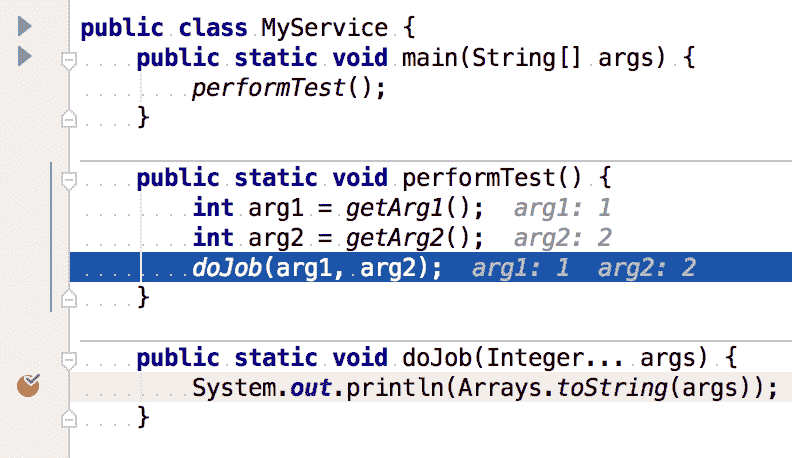 public class MyService {
    public static void main(String[] args) {
        performTest();
    }
    public static void performTest() {
        int arg1 = getArg1();  arg1: 1
        int arg2 = getArg2();  arg2: 2
        doJob(arg1, arg2);  arg1: 1  arg2: 2
    }
    public static void doJob(Integer... args) {
        System.out.println(Arrays.toString(args));
    }